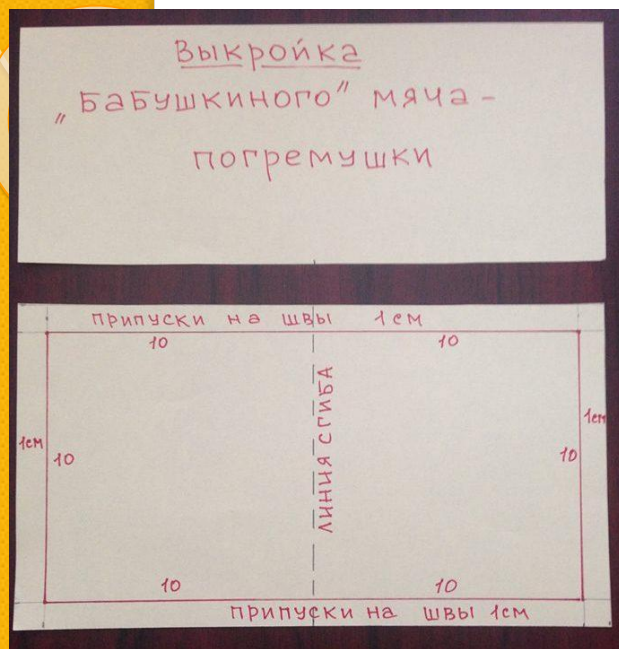 Выкройка
„Бабушкиного" мяча-
погремушки
припуски на швы 1см
10 10
1см 10 линия сгиба 10 1см
10 10
припуски на швы 1см